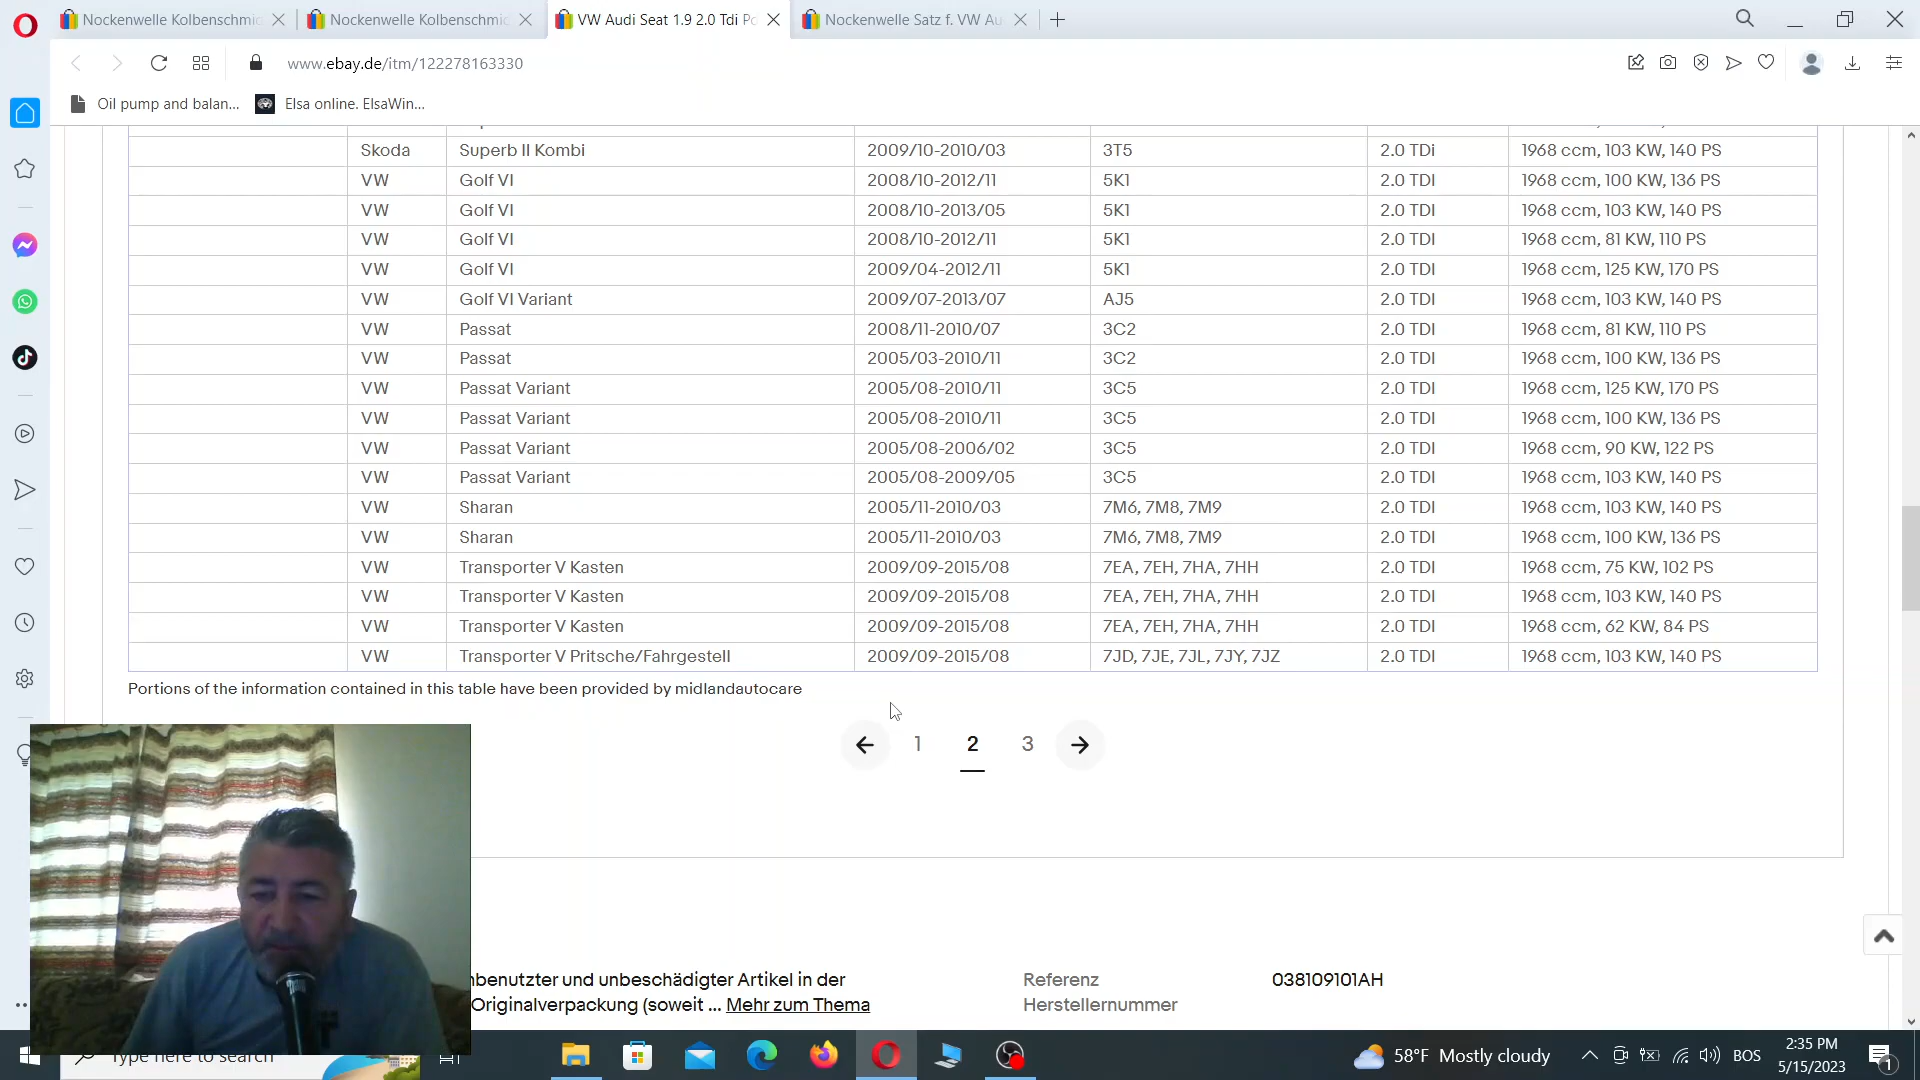 Nockenwelle Kolbenschmi
Nockenwelle Kolbenschmi
VW Audi Seat 1.9 2.0 Tdi P
Nockenwelle Satz f. VW Au
www.ebay.de/itm/122278163330
Oil pump and balan...
Elsa online. ElsaWin...
Skoda Superb II Kombi 2009/10-2010/03 3T5 2.0 TDi 1968 ccm, 103 KW, 140 PS
VW Golf VI 2008/10-2012/11 5K1 2.0 TDI 1968 ccm, 100 KW, 136 PS
VW Golf VI 2008/10-2013/05 5K1 2.0 TDI 1968 ccm, 103 KW, 140 PS
VW Golf VI 2008/10-2012/11 5K1 2.0 TDI 1968 ccm, 81 KW, 110 PS
VW Golf VI 2009/04-2012/11 5K1 2.0 TDI 1968 ccm, 125 KW, 170 PS
VW Golf VI Variant 2009/07-2013/07 AJ5 2.0 TDI 1968 ccm, 103 KW, 140 PS
VW Passat 2008/11-2010/07 3C2 2.0 TDI 1968 ccm, 81 KW, 110 PS
VW Passat 2005/03-2010/11 3C2 2.0 TDI 1968 ccm, 100 KW, 136 PS
VW Passat Variant 2005/08-2010/11 3C5 2.0 TDI 1968 ccm, 125 KW, 170 PS
VW Passat Variant 2005/08-2010/11 3C5 2.0 TDI 1968 ccm, 100 KW, 136 PS
VW Passat Variant 2005/08-2006/02 3C5 2.0 TDI 1968 ccm, 90 KW, 122 PS
VW Passat Variant 2005/08-2009/05 3C5 2.0 TDI 1968 ccm, 103 KW, 140 PS
VW Sharan 2005/11-2010/03 7M6, 7M8, 7M9 2.0 TDI 1968 ccm, 103 KW, 140 PS
VW Sharan 2005/11-2010/03 7M6, 7M8, 7M9 2.0 TDI 1968 ccm, 100 KW, 136 PS
VW Transporter V Kasten 2009/09-2015/08 7EA, 7EH, 7HA, 7HH 2.0 TDI 1968 ccm, 75 KW, 102 PS
VW Transporter V Kasten 2009/09-2015/08 7EA, 7EH, 7HA, 7HH 2.0 TDI 1968 ccm, 103 KW, 140 PS
VW Transporter V Kasten 2009/09-2015/08 7EA, 7EH, 7HA, 7HH 2.0 TDI 1968 ccm, 62 KW, 84 PS
VW Transporter V Pritsche/Fahrgestell 2009/09-2015/08 7JD, 7JE, 7JL, 7JY, 7JZ 2.0 TDI 1968 ccm, 103 KW, 140 PS
Portions of the information contained in this table have been provided by midlandautocare
1 2 3
nbenutzter und unbeschädigter Artikel in der
Originalverpackung (soweit ... Mehr zum Thema
Referenz 038109101AH
Herstellernummer
Type here to search
58°F Mostly cloudy
BOS
2:35 PM
5/15/2023
1